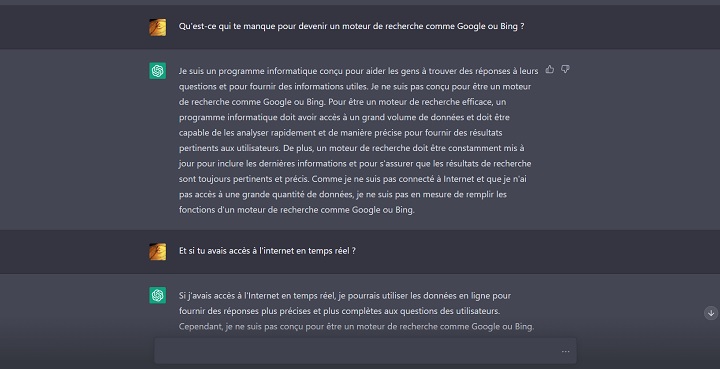 Qu'est-ce qui te manque pour devenir un moteur de recherche comme Google ou Bing ?
Je suis un programme informatique conçu pour aider les gens à trouver des réponses à leurs
questions et pour fournir des informations utiles. Je ne suis pas conçu pour être un moteur
de recherche comme Google ou Bing. Pour être un moteur de recherche efficace, un
programme informatique doit avoir accès à un grand volume de données et doit être
capable de les analyser rapidement et de manière précise pour fournir des résultats
pertinents aux utilisateurs. De plus, un moteur de recherche doit être constamment mis à
jour pour inclure les dernières informations et pour s'assurer que les résultats de recherche
sont toujours pertinents et précis. Comme je ne suis pas connecté à Internet et que je n'ai
pas accès à une grande quantité de données, je ne suis pas en mesure de remplir les
fonctions d'un moteur de recherche comme Google ou Bing.
Et si tu avais accès à l'internet en temps réel ?
Si j'avais accès à l'Internet en temps réel, je pourrais utiliser les données en ligne pour
fournir des réponses plus précises et plus complètes aux questions des utilisateurs.
Cependant, je ne suis pas conçu pour être un moteur de recherche comme Google ou Bing.